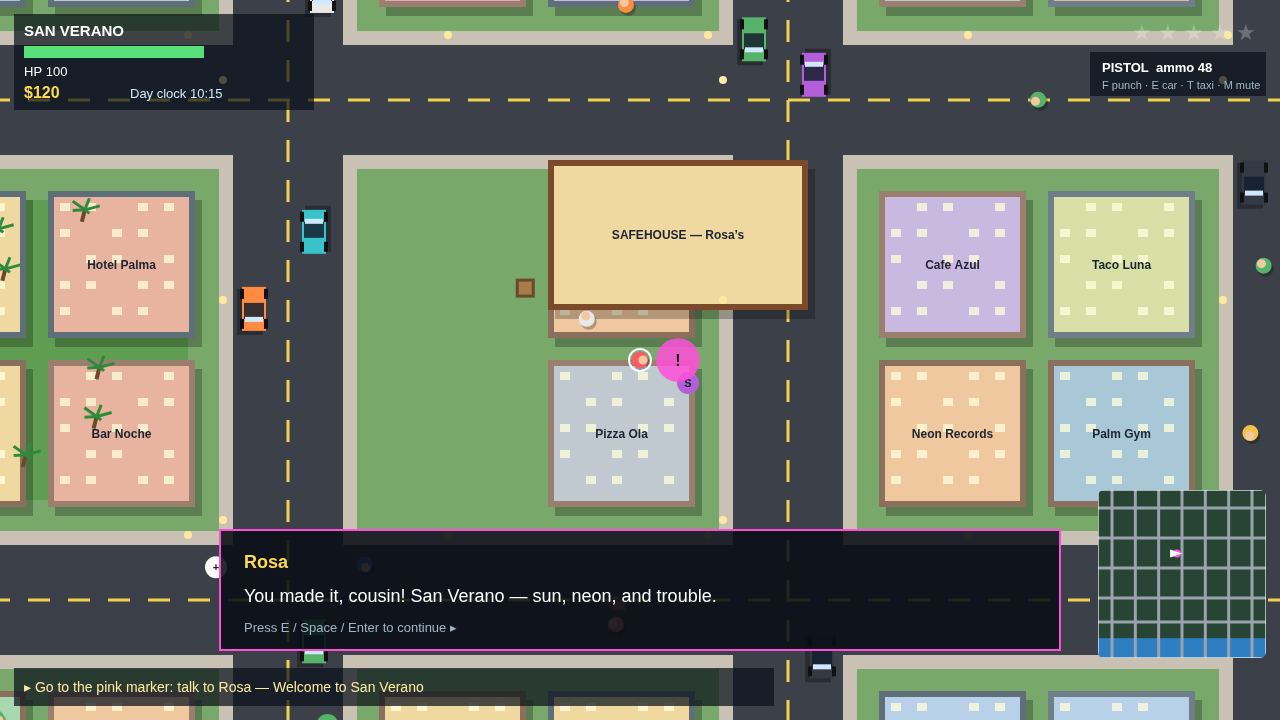 SAN VERANO
HP 100
$120
Day clock 10:15
★★★★★
PISTOL ammo 48
F punch · E car · T taxi · M mute
SAFEHOUSE — Rosa's
Hotel Palma
Cafe Azul
Taco Luna
!
S
Bar Noche
Pizza Ola
Neon Records
Palm Gym
+
Rosa
You made it, cousin! San Verano — sun, neon, and trouble.
Press E / Space / Enter to continue ▸
▸ Go to the pink marker: talk to Rosa — Welcome to San Verano